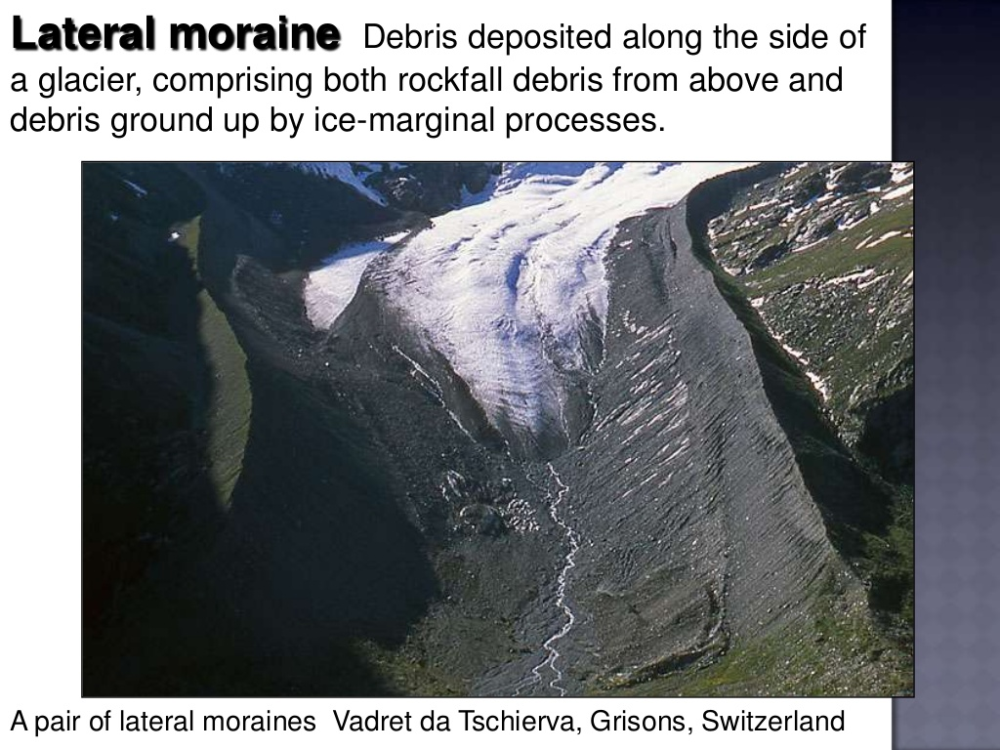 Lateral moraine Debris deposited along the side of
a glacier, comprising both rockfall debris from above and
debris ground up by ice-marginal processes.
A pair of lateral moraines Vadret da Tschierva, Grisons, Switzerland